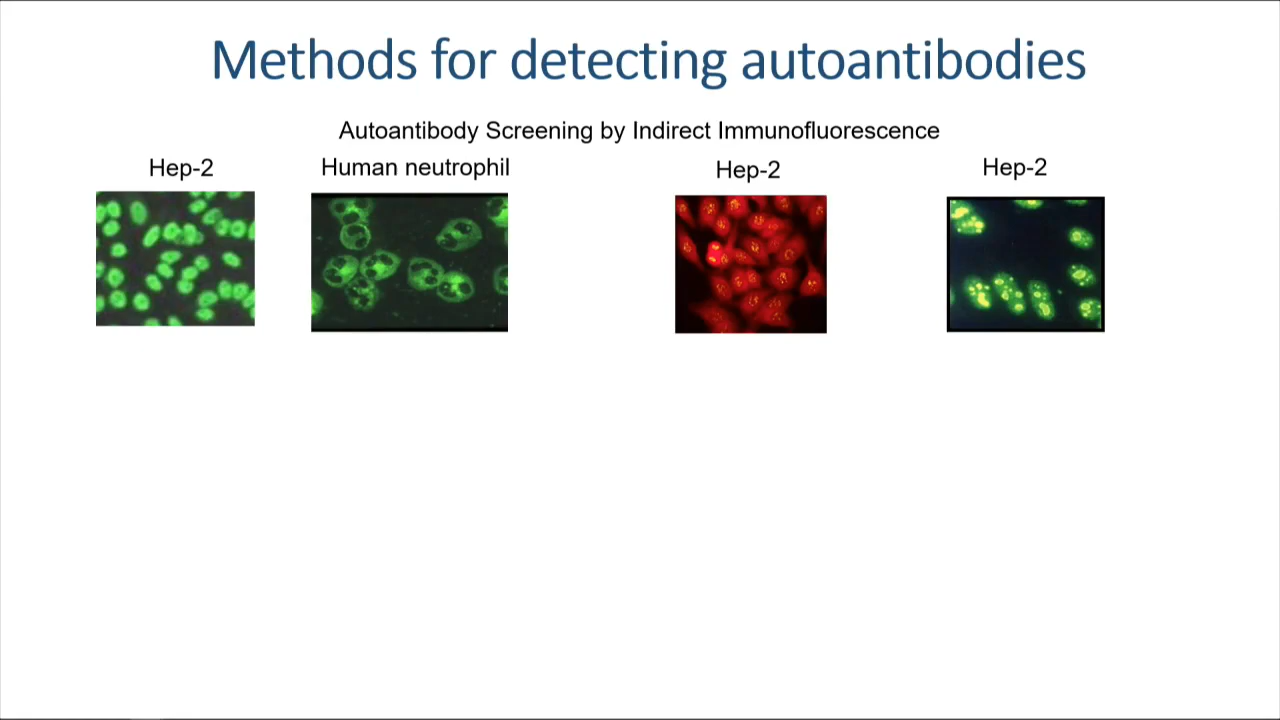 Methods for detecting autoantibodies
Autoantibody Screening by Indirect Immunofluorescence
Hep-2
Human neutrophil
Hep-2
Hep-2